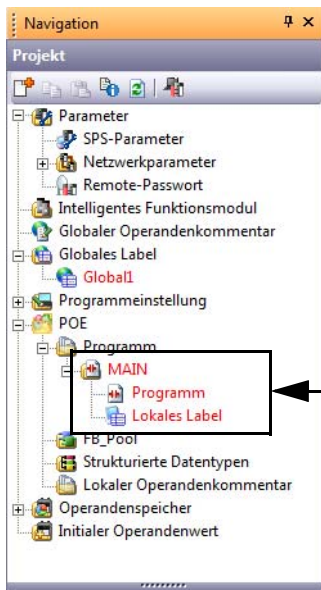 Navigation
Projekt
Parameter
SPS-Parameter
Netzwerkparameter
Remote-Passwort
Intelligentes Funktionsmodul
Globaler Operandenkommentar
Globales Label
Global1
Programmeinstellung
POE
Programm
MAIN
Programm
Lokales Label
FB_Pool
Strukturierte Datentypen
Lokaler Operandenkommentar
Operandenspeicher
Initialer Operandenwert